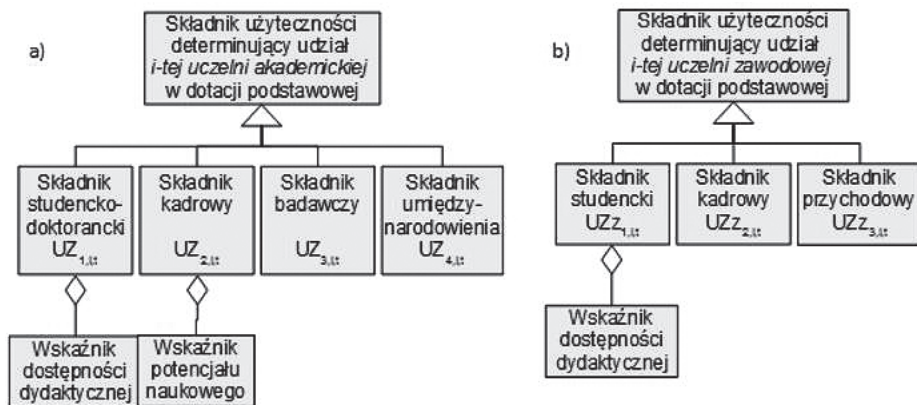 a)
Składnik użyteczności
determinujący udział
i-tej uczelni akademickiej
w dotacji podstawowej
Składnik
studencko-
doktorancki
UZ1,i,t
Składnik
kadrowy
UZ2,i,t
Składnik
badawczy
UZ3,i,t
Składnik
umiędzy-
narodowienia
UZ4,i,t
Wskaźnik
dostępności
dydaktycznej
Wskaźnik
potencjału
naukowego
b)
Składnik użyteczności
determinujący udział
i-tej uczelni zawodowej
w dotacji podstawowej
Składnik
studencki
UZz1,i,t
Składnik
kadrowy
UZz2,i,t
Składnik
przychodowy
UZz3,i,t
Wskaźnik
dostępności
dydaktycznej